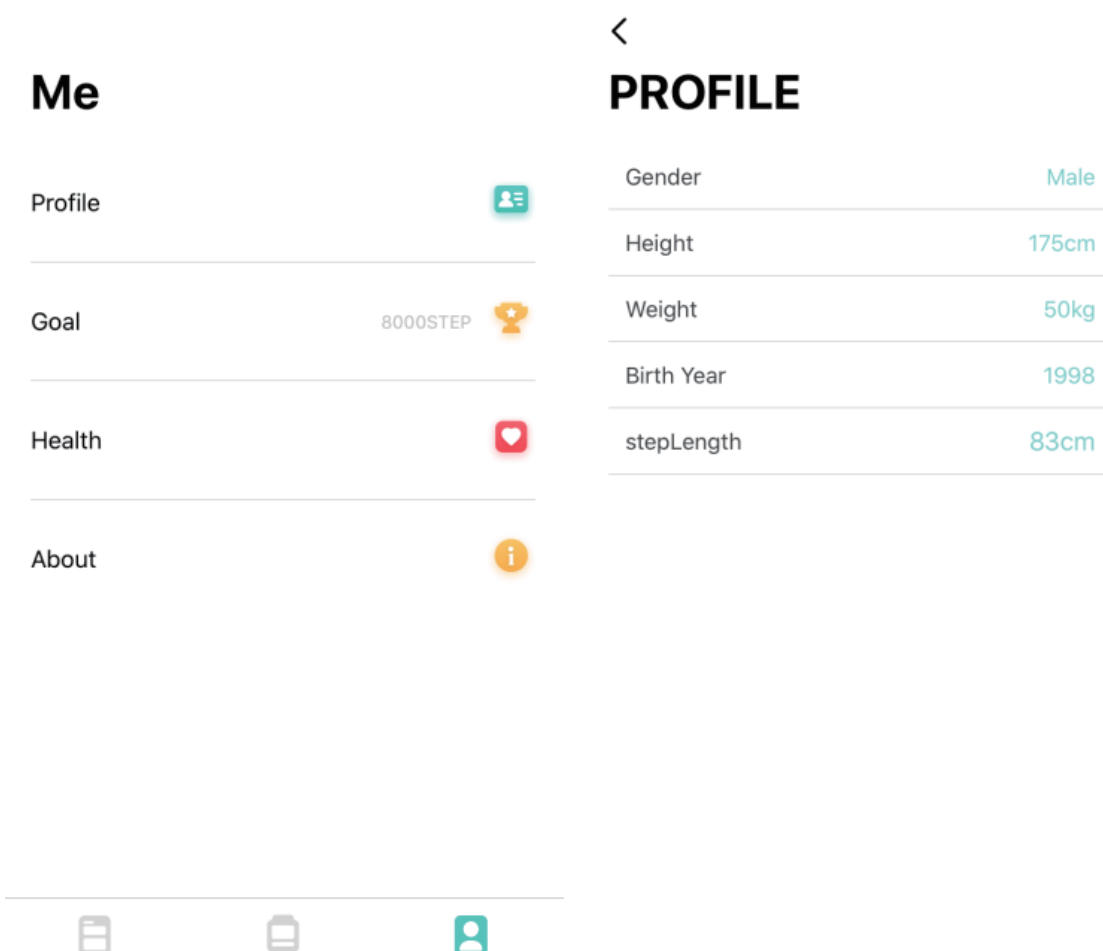 Me
Profile
Goal 8000STEP
Health
About
PROFILE
Gender Male
Height 175cm
Weight 50kg
Birth Year 1998
stepLength 83cm